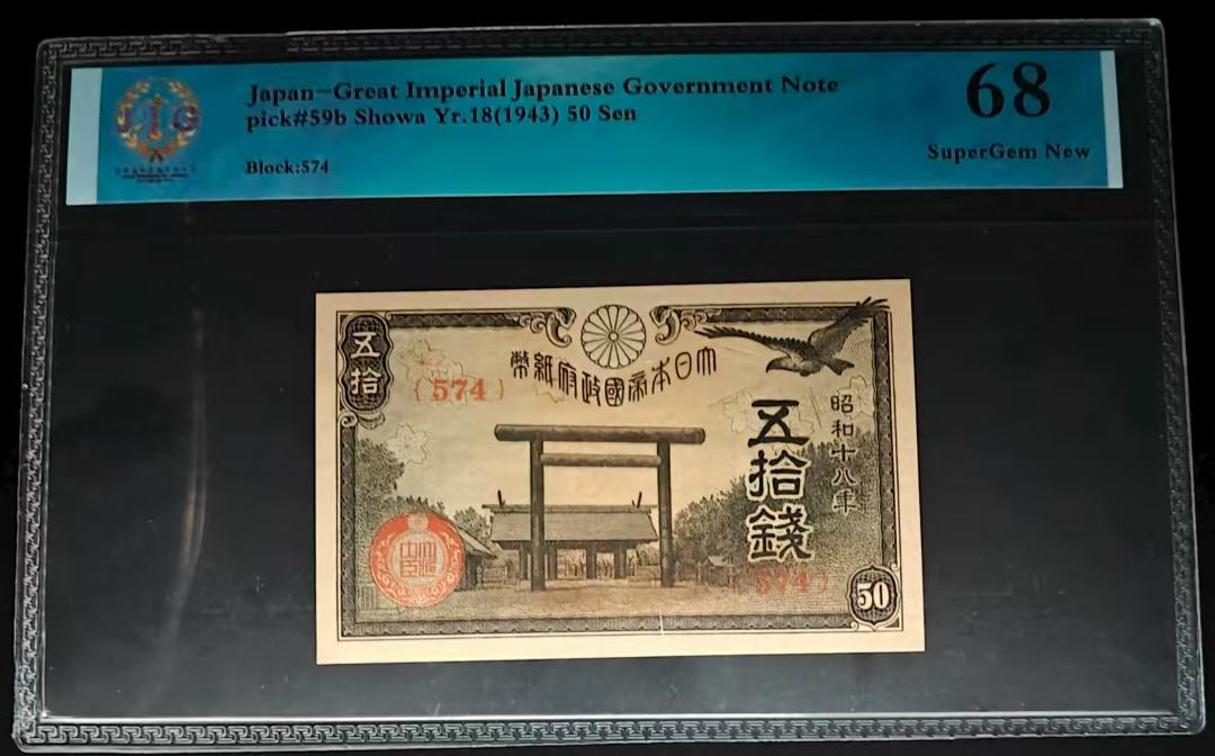 JTG
Japan-Great Imperial Japanese Government Note
pick#59b Showa Yr.18(1943) 50 Sen
Block:574
68
SuperGem New
五拾
(574)
大日本帝國政府紙幣
昭和十八年
五拾錢
(574)
50